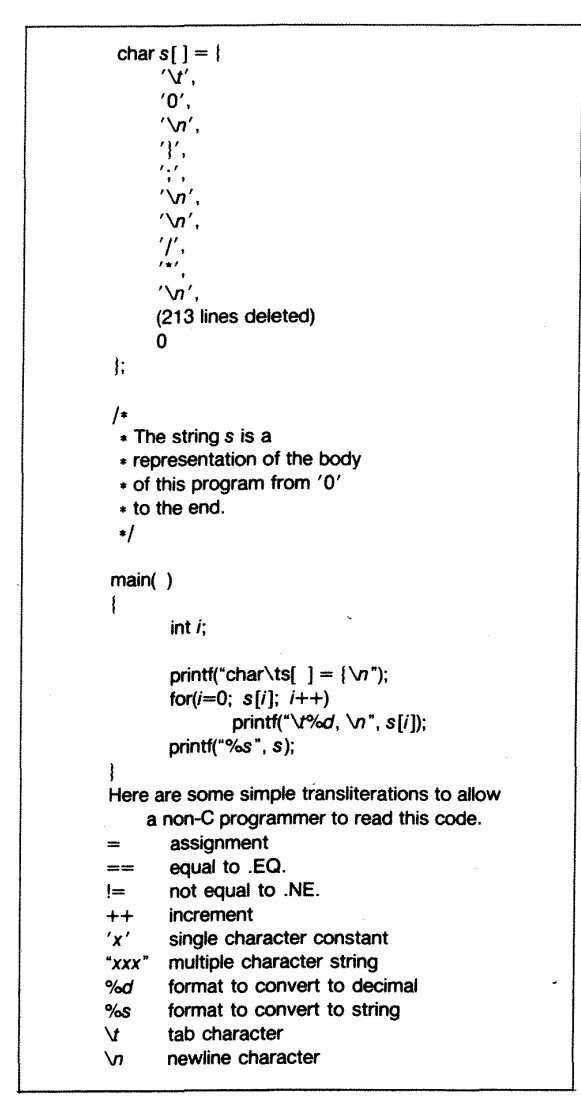 char s[ ] = {
'\t',
'0',
'\n',
'}',
';',
'\n',
'\n',
'/',
'*',
'\n',
(213 lines deleted)
0
};
/*
* The string s is a
* representation of the body
* of this program from '0'
* to the end.
*/
main( )
{
int i;
printf("char\ts[ ] = {\n");
for(i=0; s[i]; i++)
printf("\t%d, \n", s[i]);
printf("%s", s);
}
Here are some simple transliterations to allow
a non-C programmer to read this code.
= assignment
== equal to .EQ.
!= not equal to .NE.
++ increment
'x' single character constant
"xxx" multiple character string
%d format to convert to decimal
%s format to convert to string
\t tab character
\n newline character